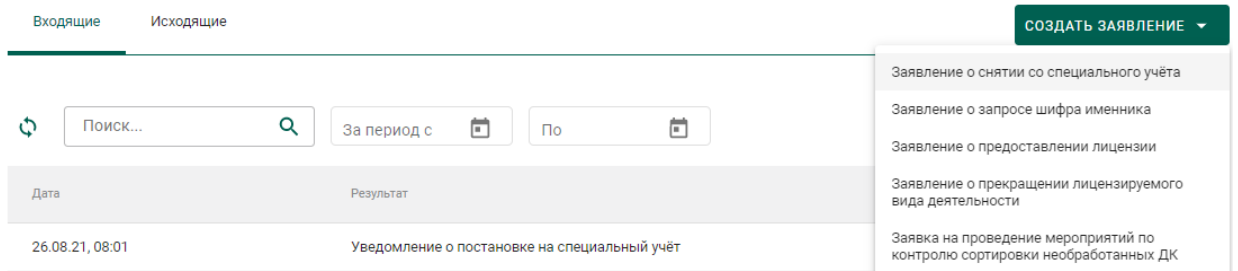 Входящие
Исходящие
СОЗДАТЬ ЗАЯВЛЕНИЕ
Заявление о снятии со специального учёта
Заявление о запросе шифра именника
Заявление о предоставлении лицензии
Заявление о прекращении лицензируемого
вида деятельности
Заявка на проведение мероприятий по
контролю сортировки необработанных ДК
Поиск...
За период с
По
Дата
Результат
26.08.21, 08:01
Уведомление о постановке на специальный учёт